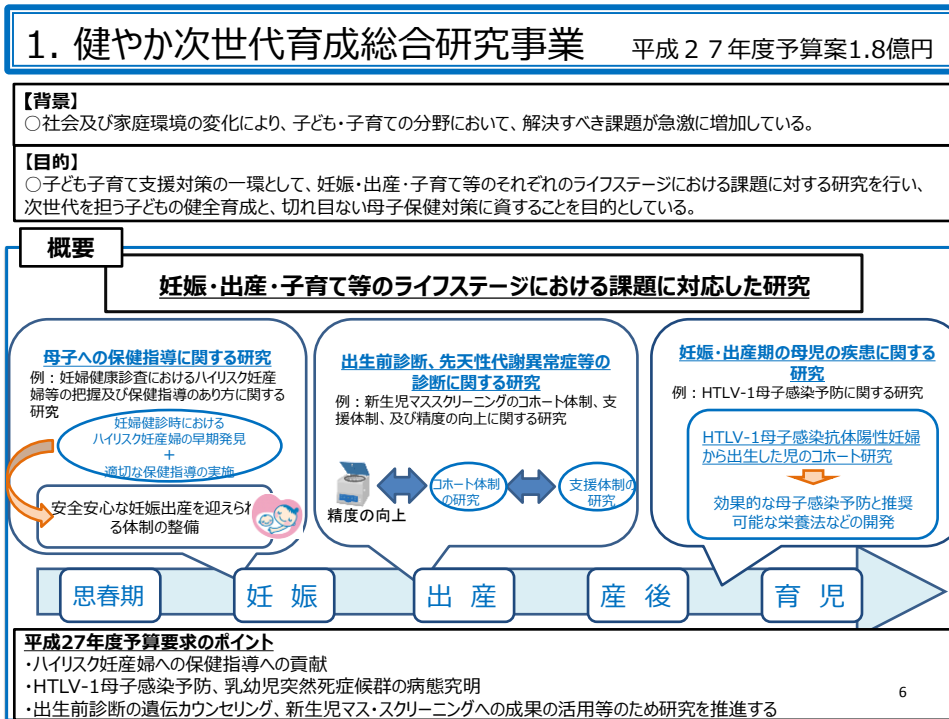 1. 健やか次世代育成総合研究事業 平成２７年度予算案1.8億円
【背景】
○社会及び家庭環境の変化により、子ども・子育ての分野において、解決すべき課題が急激に増加している。
【目的】
○子ども子育て支援対策の一環として、妊娠・出産・子育て等のそれぞれのライフステージにおける課題に対する研究を行い、
次世代を担う子どもの健全育成と、切れ目ない母子保健対策に資することを目的としている。
概要
妊娠・出産・子育て等のライフステージにおける課題に対応した研究
母子への保健指導に関する研究
例：妊婦健康診査におけるハイリスク妊産
婦等の把握及び保健指導のあり方に関する
研究
妊婦健診時における
ハイリスク妊産婦の早期発見
+
適切な保健指導の実施
安全安心な妊娠出産を迎えられ
る体制の整備
出生前診断、先天性代謝異常症等の
診断に関する研究
例：新生児マススクリーニングのコホート体制、支
援体制、及び精度の向上に関する研究
精度の向上
コホート体制
の研究
支援体制の
研究
妊娠・出産期の母児の疾患に関する
研究
例：HTLV-1母子感染予防に関する研究
HTLV-1母子感染抗体陽性妊婦
から出生した児のコホート研究
効果的な母子感染予防と推奨
可能な栄養法などの開発
思春期
妊 娠
出 産
産 後
育 児
平成27年度予算要求のポイント
・ハイリスク妊産婦への保健指導への貢献
・HTLV-1母子感染予防、乳幼児突然死症候群の病態究明
・出生前診断の遺伝カウンセリング、新生児マス・スクリーニングへの成果の活用等のため研究を推進する
6